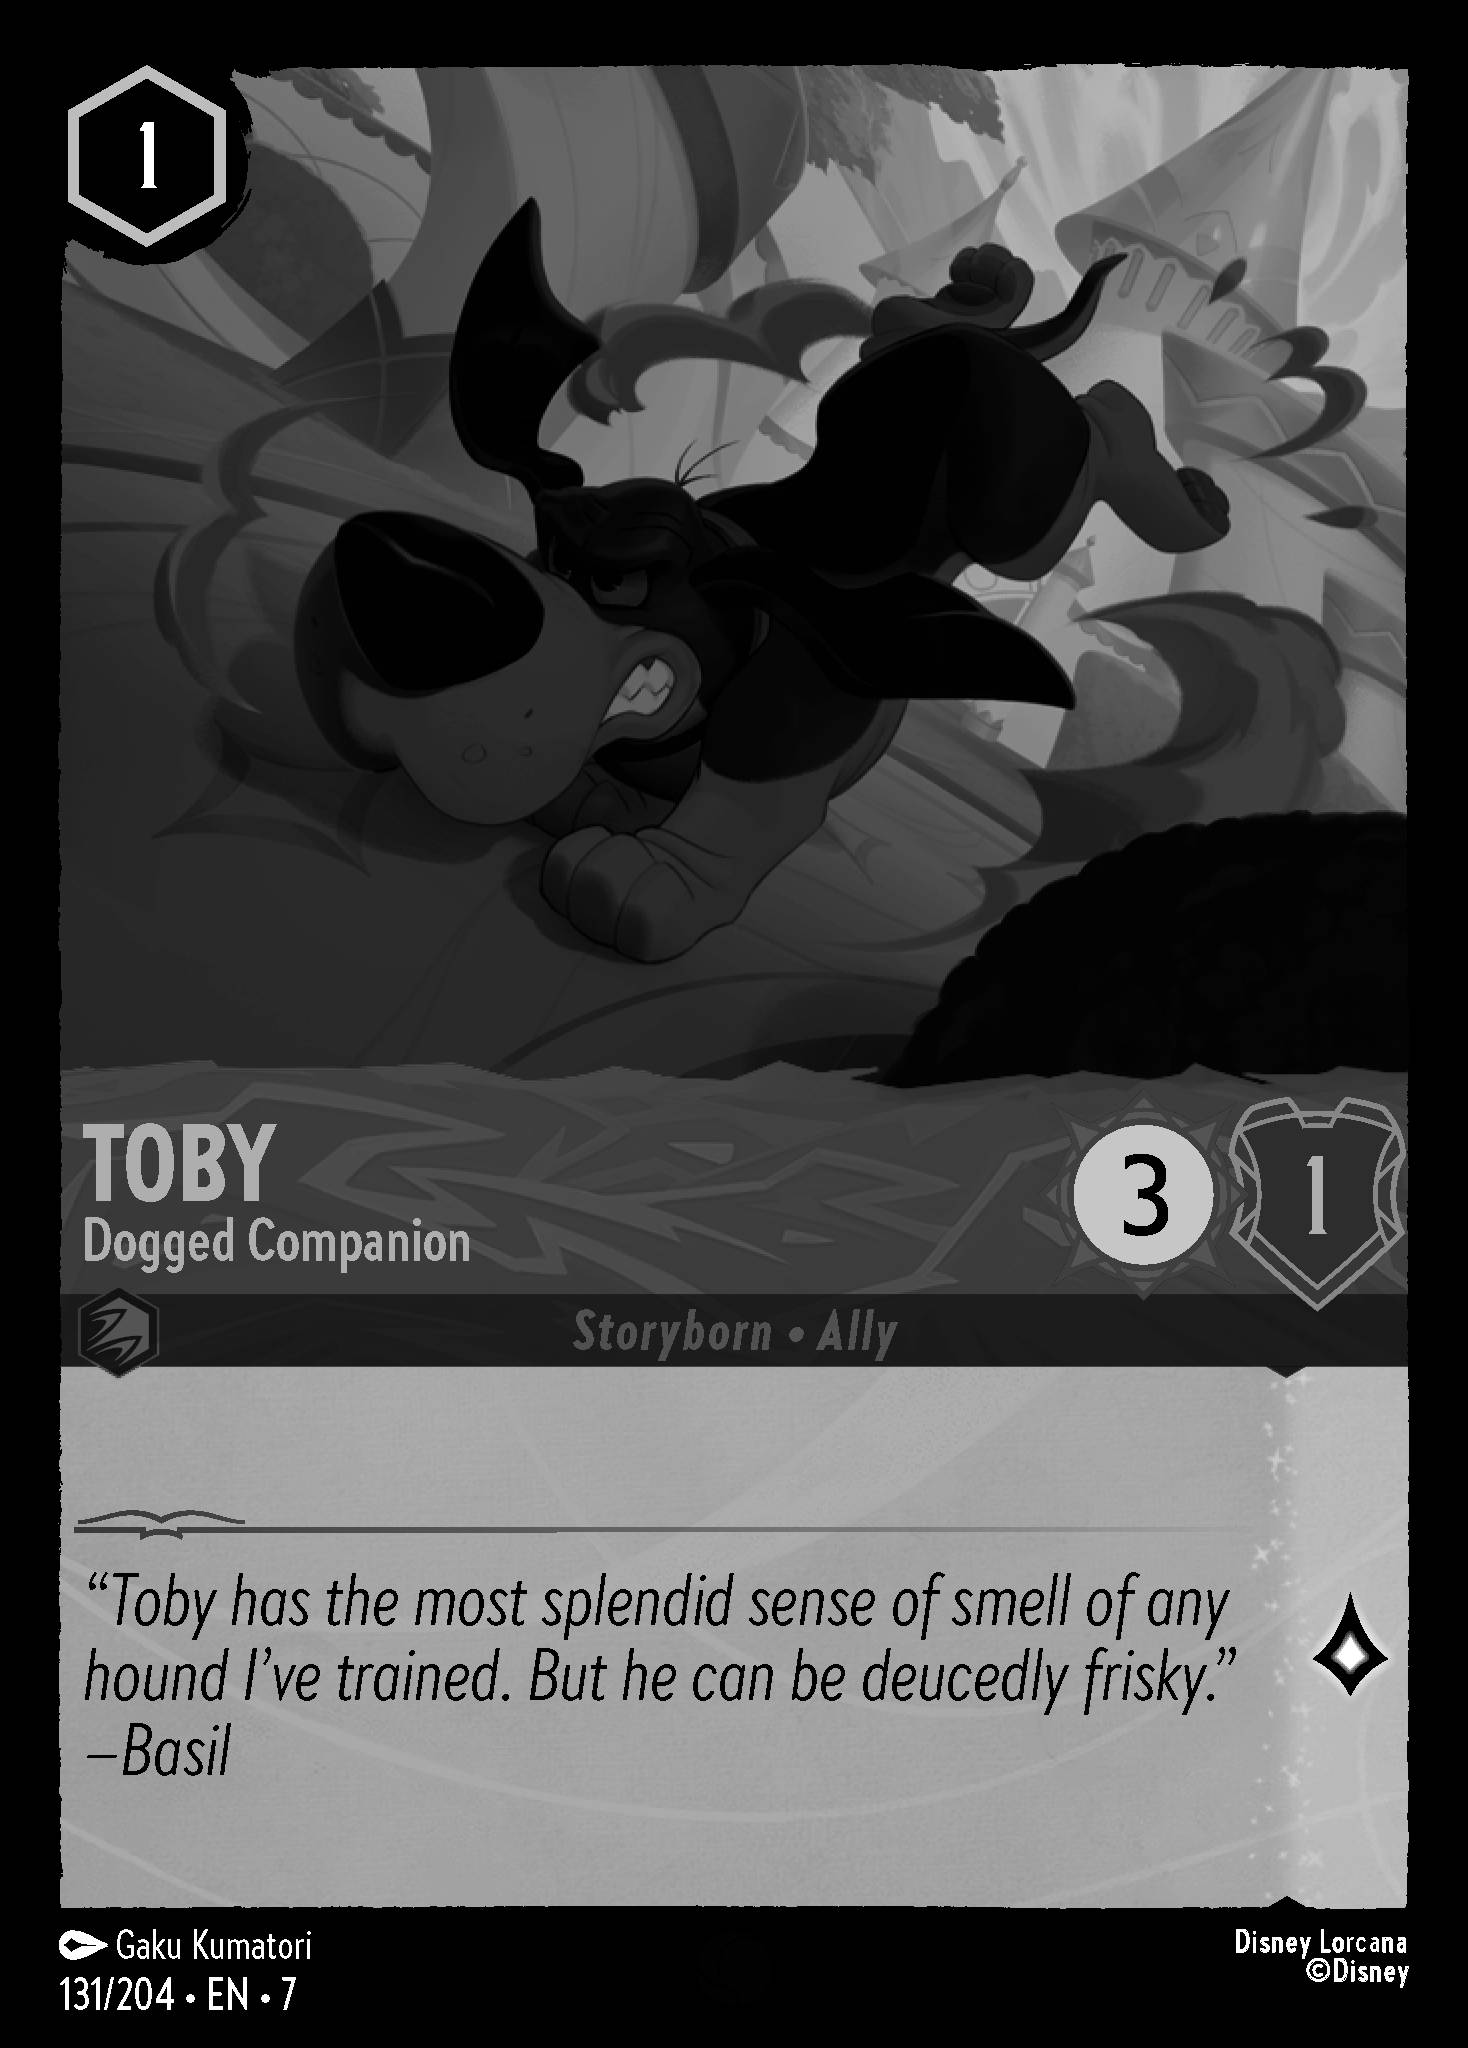 1
TOBY
Dogged Companion
3
1
Storyborn • Ally
“Toby has the most splendid sense of smell of any
hound I’ve trained. But he can be deucedly frisky.”
–Basil
Gaku Kumatori
131/204 • EN • 7
Disney Lorcana
©Disney